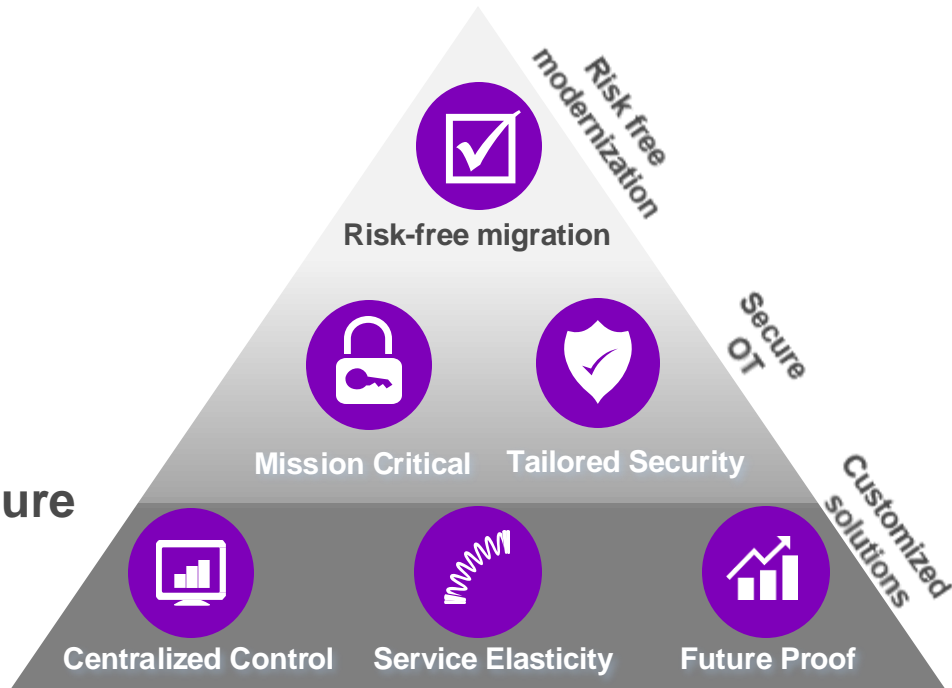 Risk free
modernization
Risk-free migration
Secure
OT
Mission Critical
Tailored Security
ure
Customized
solutions
Centralized Control
Service Elasticity
Future Proof